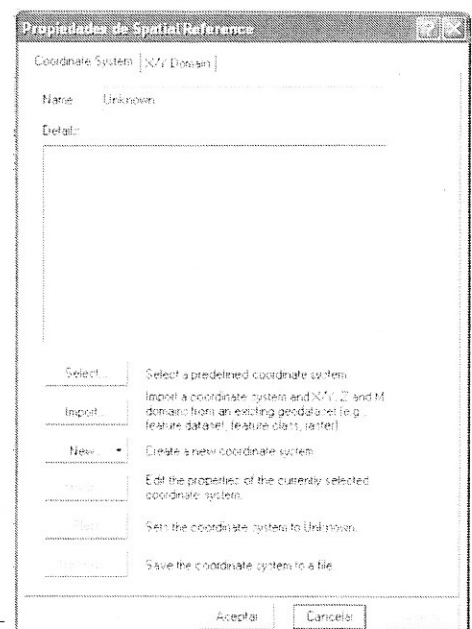 Propiedades de Spatial Reference
Coordinate System X/Y Domain
Name: Unknown
Details:
Select... Select a predefined coordinate system.
Import a coordinate system and X/Y, Z and M
Import... domains from an existing geodataset (e.g.,
feature dataset, feature class, raster).
New Create a new coordinate system.
Edit the properties of the currently selected
coordinate system.
Sets the coordinate system to Unknown.
Save the coordinate system to a file.
Aceptar Cancelar